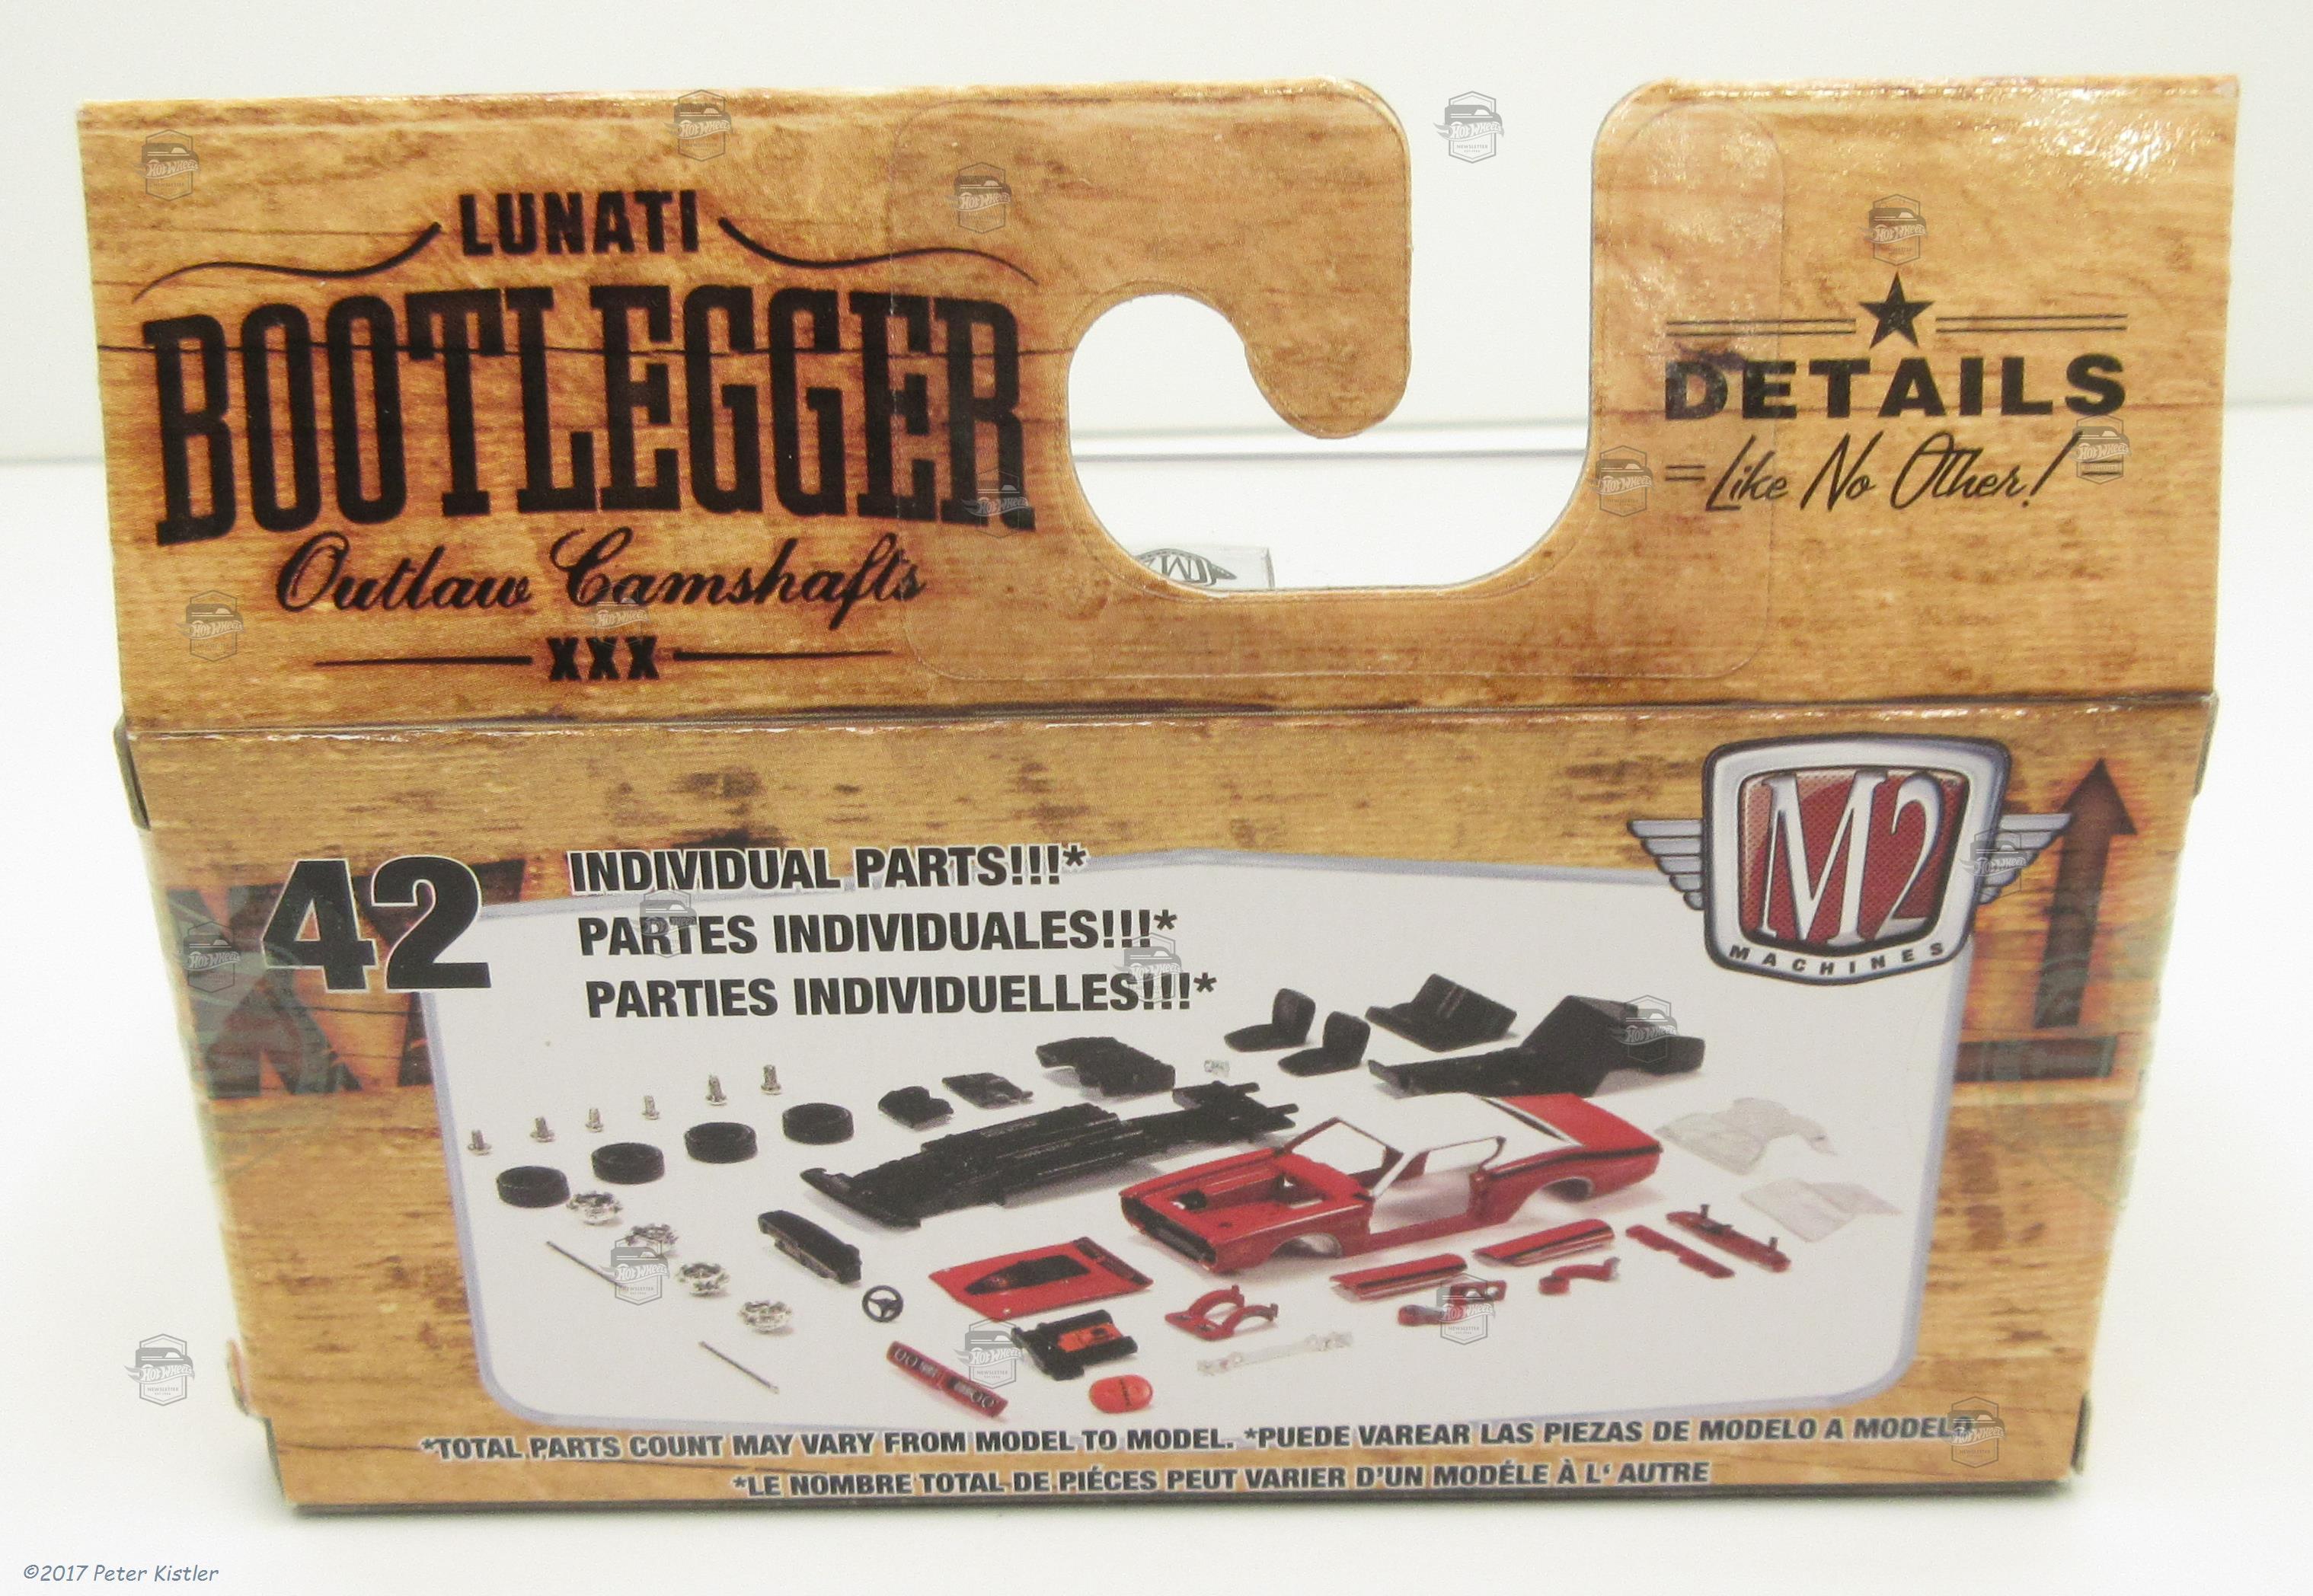 LUNATI
BOOTLEGGER
Outlaw Camshafts
XXX
DETAILS
Like No Other!
M2
MACHINES
42
INDIVIDUAL PARTS!!!*
PARTES INDIVIDUALES!!!*
PARTIES INDIVIDUELLES!!!*
*TOTAL PARTS COUNT MAY VARY FROM MODEL TO MODEL. *PUEDE VAREAR LAS PIEZAS DE MODELO A MODELO
*LE NOMBRE TOTAL DE PIÉCES PEUT VARIER D'UN MODÉLE À L‘ AUTRE
©2017 Peter Kistler